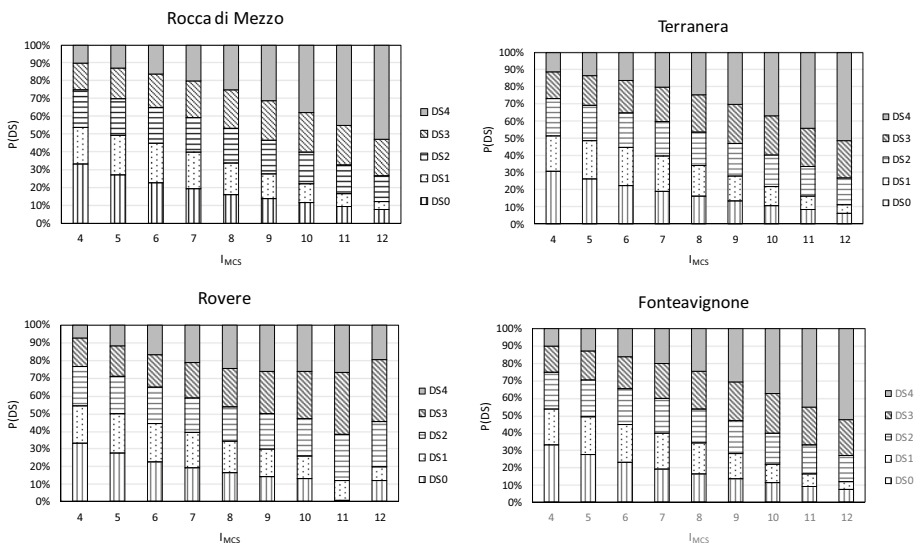 Rocca di Mezzo
100%
90%
80%
70%
60%
50%
40%
30%
20%
10%
0%
P(DS)
4 5 6 7 8 9 10 11 12
I_MCS
DS4
DS3
DS2
DS1
DS0
Terranera
100%
90%
80%
70%
60%
50%
40%
30%
20%
10%
0%
P(DS)
4 5 6 7 8 9 10 11 12
I_MCS
DS4
DS3
DS2
DS1
DS0
Rovere
100%
90%
80%
70%
60%
50%
40%
30%
20%
10%
0%
P(DS)
4 5 6 7 8 9 10 11 12
I_MCS
DS4
DS3
DS2
DS1
DS0
Fonteavignone
100%
90%
80%
70%
60%
50%
40%
30%
20%
10%
0%
P(DS)
4 5 6 7 8 9 10 11 12
I_MCS
DS4
DS3
DS2
DS1
DS0